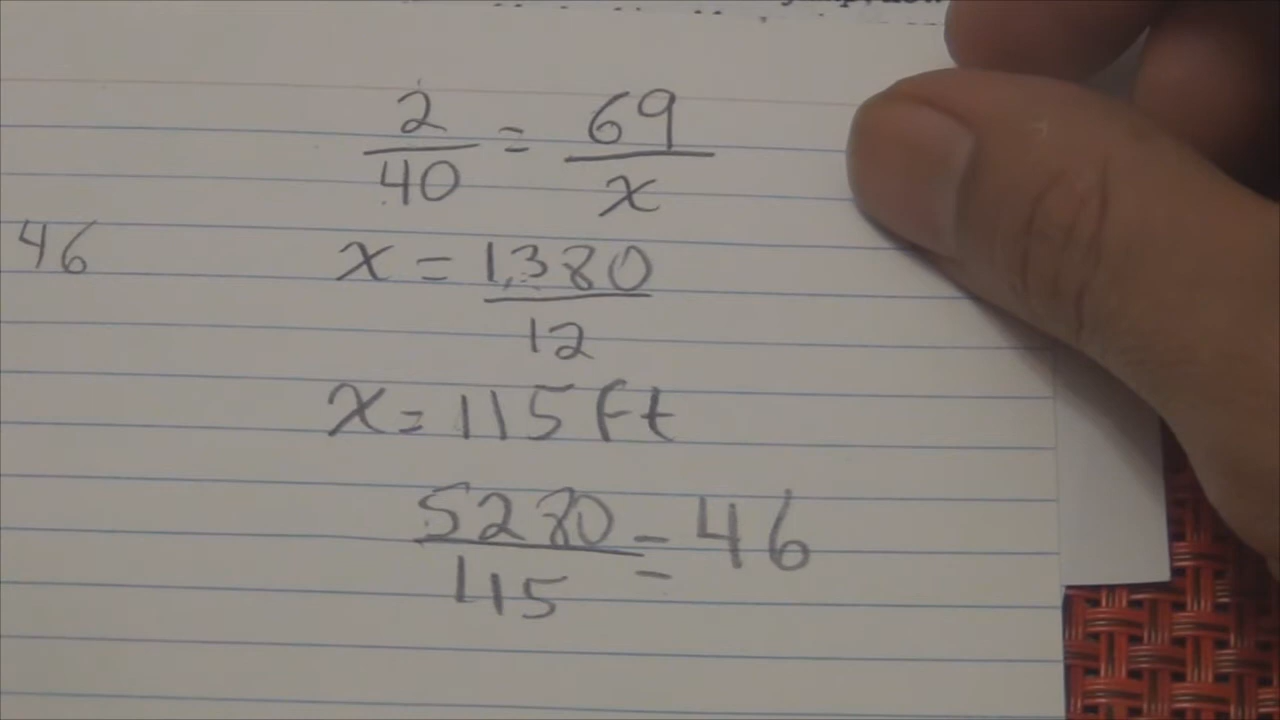 2/40 = 69/x
46
x = 1,380/12
x = 115 ft
5280/115 = 46